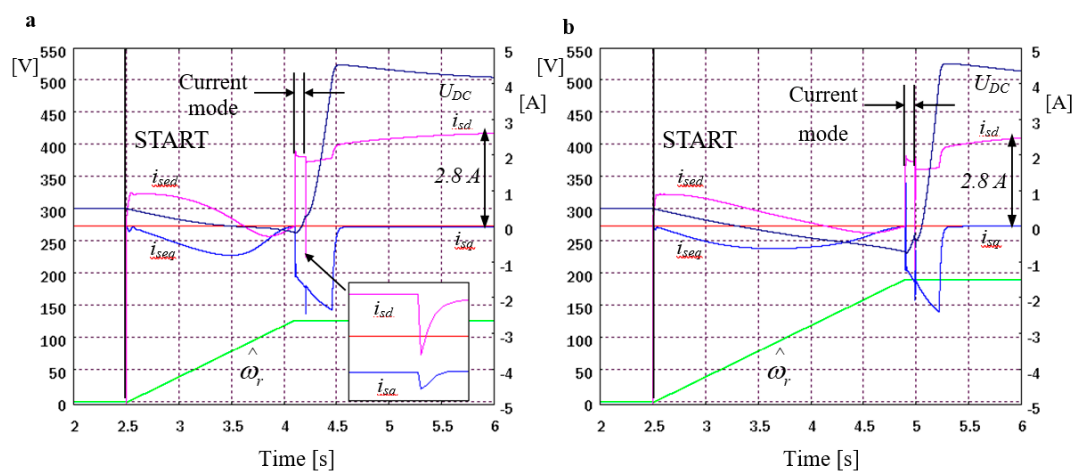 a
[V]
550
500
450
400
350
300
250
200
150
100
50
0
2
2.5
3
3.5
4
4.5
5
5.5
6
5
4
3
2
1
0
-1
-2
-3
-4
-5
[A]
Current
mode
U_DC
START
i_sd
i_sed
2.8 A
i_seq
i_sq
i_sd
i_sq
ω̂_r
Time [s]
b
[V]
550
500
450
400
350
300
250
200
150
100
50
0
2
2.5
3
3.5
4
4.5
5
5.5
6
5
4
3
2
1
0
-1
-2
-3
-4
-5
[A]
Current
mode
U_DC
START
i_sd
i_sed
2.8 A
i_seq
i_sq
ω̂_r
Time [s]